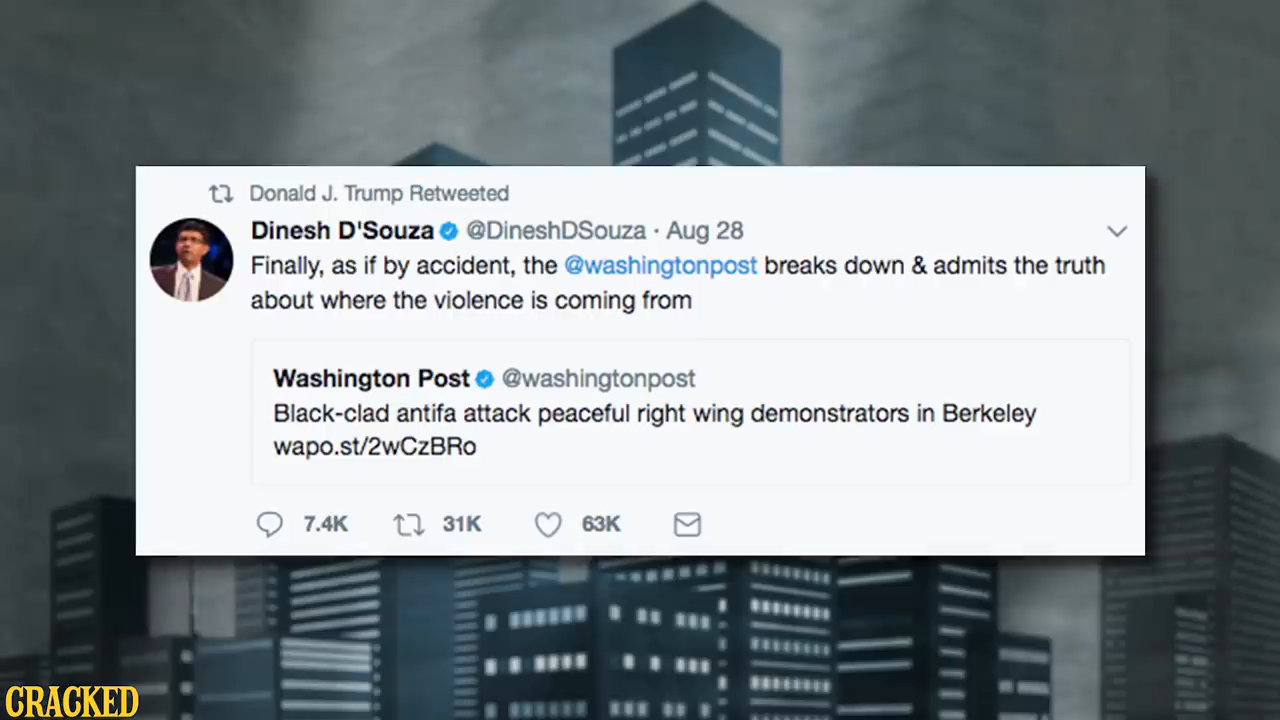 Donald J. Trump Retweeted
Dinesh D'Souza @DineshDSouza · Aug 28
Finally, as if by accident, the @washingtonpost breaks down & admits the truth
about where the violence is coming from
Washington Post @washingtonpost
Black-clad antifa attack peaceful right wing demonstrators in Berkeley
wapo.st/2wCzBRo
7.4K 31K 63K
CRACKED